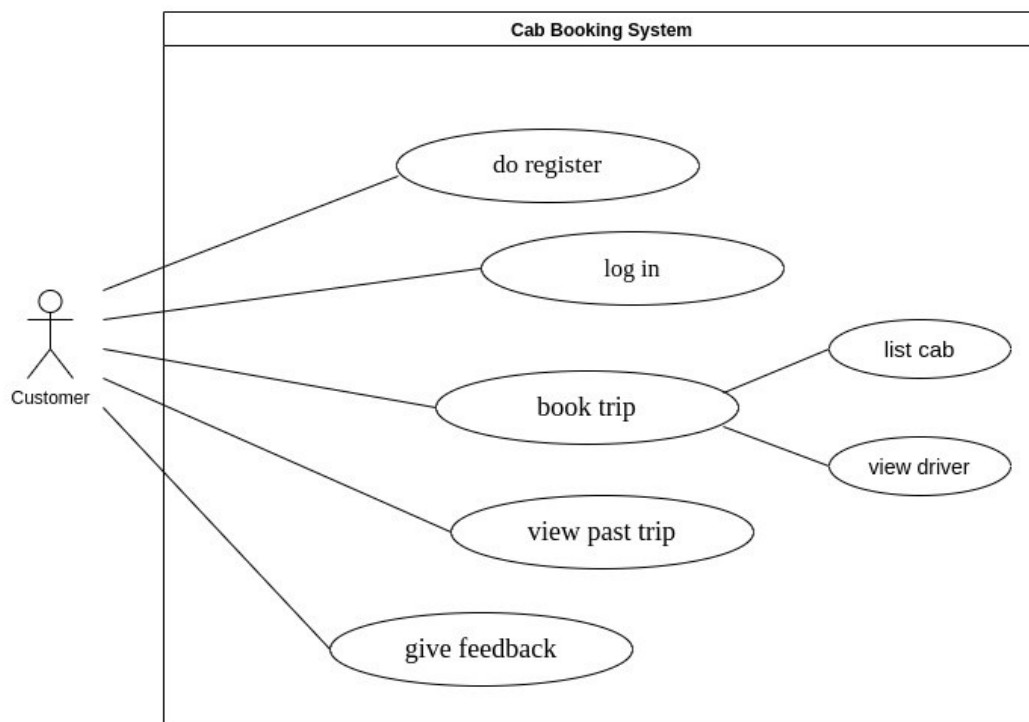 Cab Booking System
do register
log in
list cab
Customer
book trip
view driver
view past trip
give feedback